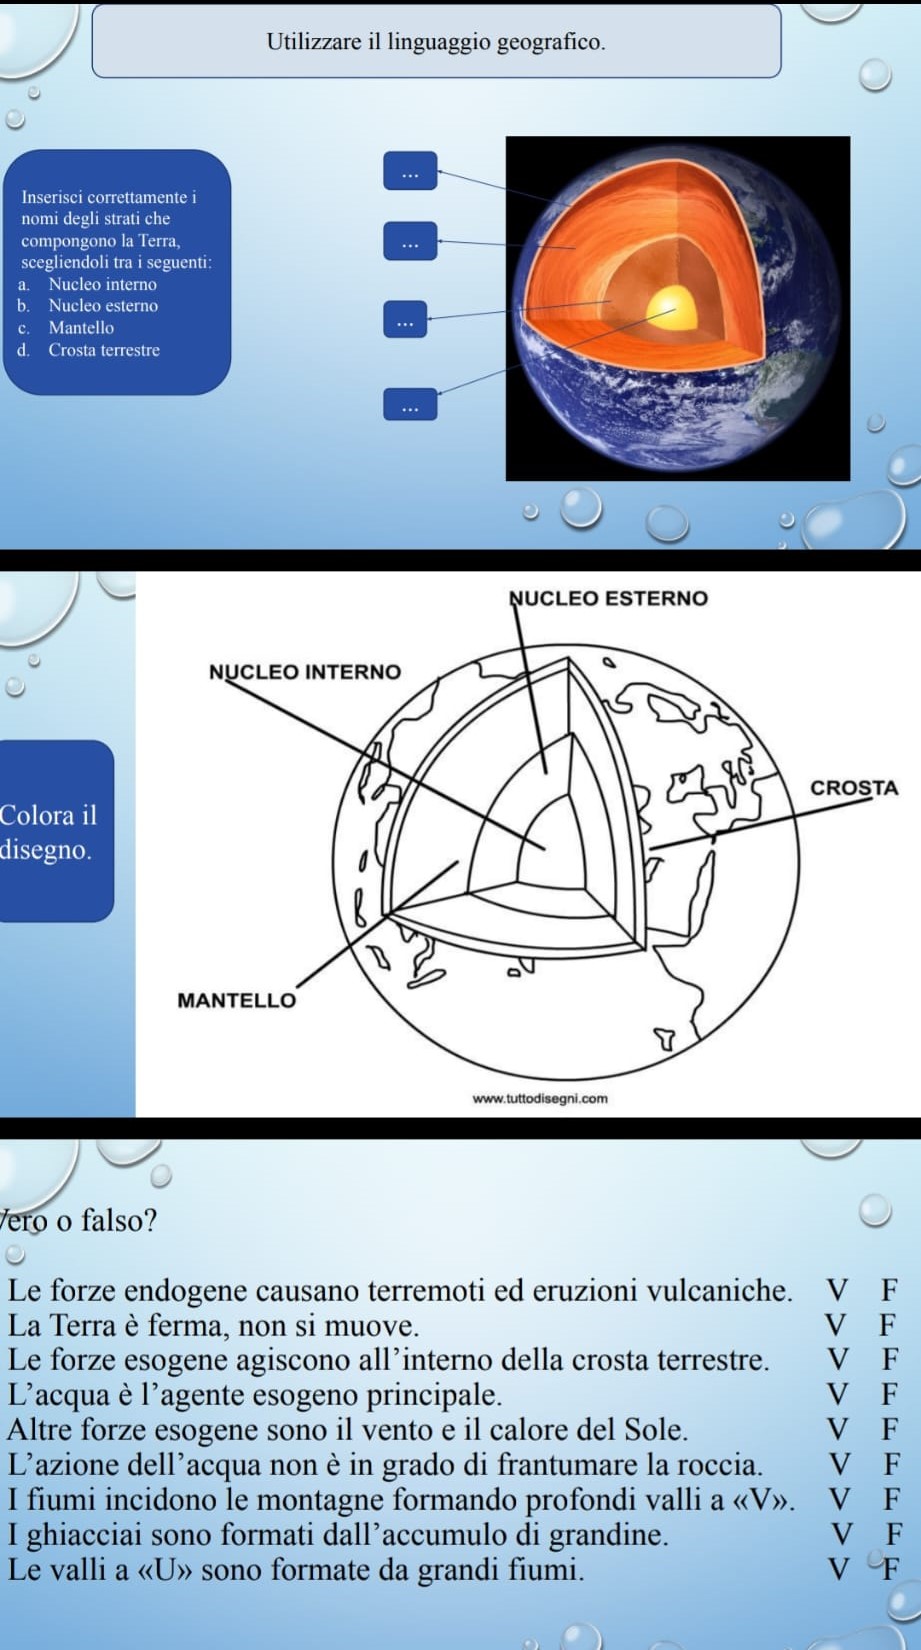 Utilizzare il linguaggio geografico.
Inserisci correttamente i
nomi degli strati che
compongono la Terra,
scegliendoli tra i seguenti:
a. Nucleo interno
b. Nucleo esterno
c. Mantello
d. Crosta terrestre
...
...
...
...
NUCLEO ESTERNO
NUCLEO INTERNO
CROSTA
Colora il
disegno.
MANTELLO
www.tuttodisegni.com
Vero o falso?
Le forze endogene causano terremoti ed eruzioni vulcaniche. V F
La Terra è ferma, non si muove. V F
Le forze esogene agiscono all’interno della crosta terrestre. V F
L’acqua è l’agente esogeno principale. V F
Altre forze esogene sono il vento e il calore del Sole. V F
L’azione dell’acqua non è in grado di frantumare la roccia. V F
I fiumi incidono le montagne formando profondi valli a «V». V F
I ghiacciai sono formati dall’accumulo di grandine. V F
Le valli a «U» sono formate da grandi fiumi. V F